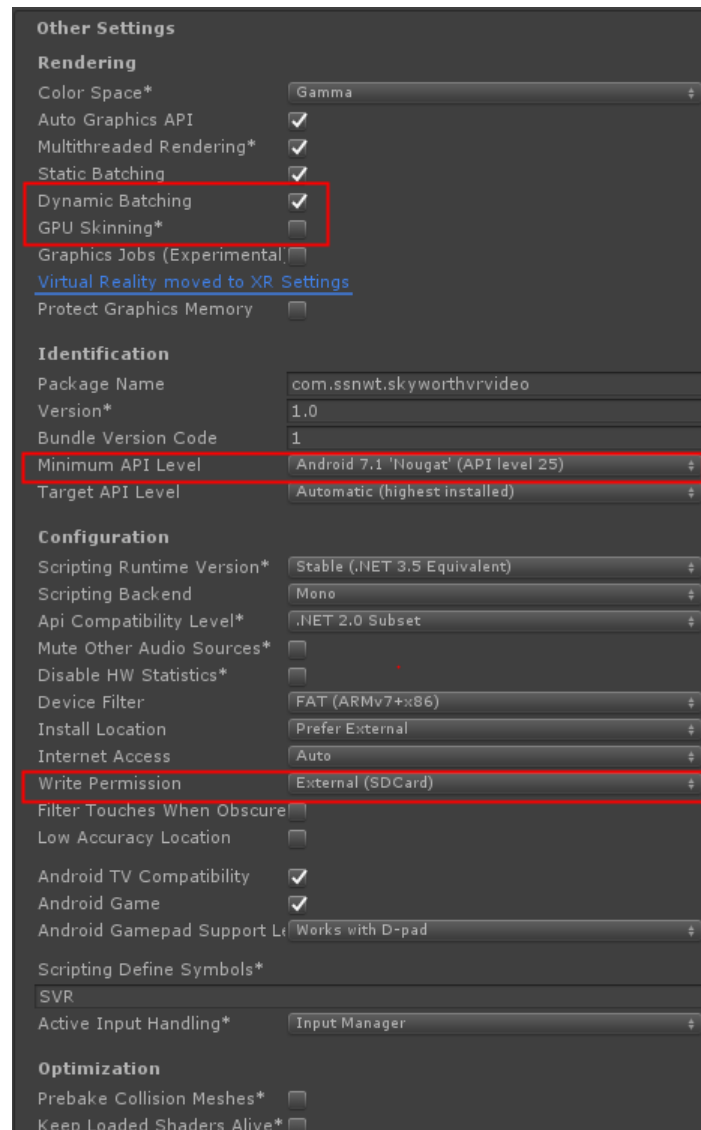 Other Settings
Rendering
Color Space* Gamma
Auto Graphics API
Multithreaded Rendering*
Static Batching
Dynamic Batching
GPU Skinning*
Graphics Jobs (Experimental)
Virtual Reality moved to XR Settings
Protect Graphics Memory
Identification
Package Name com.ssnwt.skyworthvrvideo
Version* 1.0
Bundle Version Code 1
Minimum API Level Android 7.1 'Nougat' (API level 25)
Target API Level Automatic (highest installed)
Configuration
Scripting Runtime Version* Stable (.NET 3.5 Equivalent)
Scripting Backend Mono
Api Compatibility Level* .NET 2.0 Subset
Mute Other Audio Sources*
Disable HW Statistics*
Device Filter FAT (ARMv7+x86)
Install Location Prefer External
Internet Access Auto
Write Permission External (SDCard)
Filter Touches When Obscure
Low Accuracy Location
Android TV Compatibility
Android Game
Android Gamepad Support Le Works with D-pad
Scripting Define Symbols*
SVR
Active Input Handling* Input Manager
Optimization
Prebake Collision Meshes*
Keep Loaded Shaders Alive*